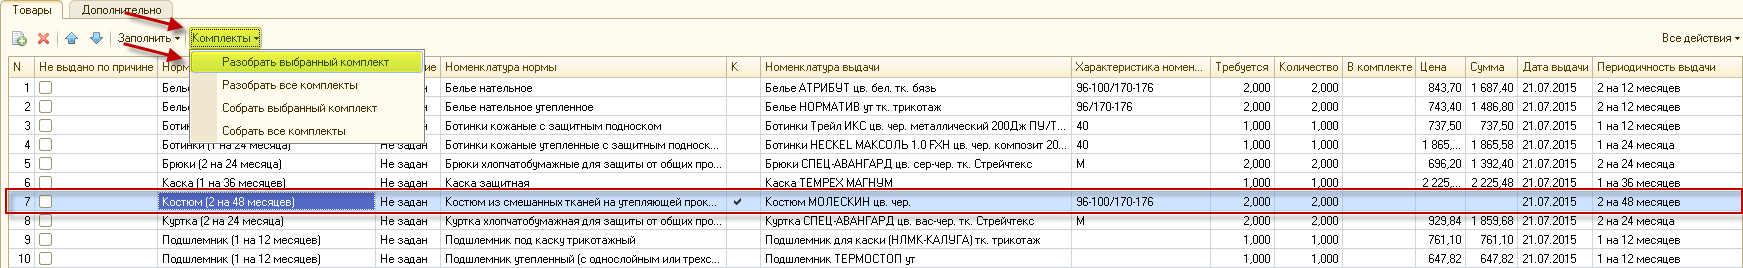 Товары Дополнительно
Заполнить Комплекты Все действия
Разобрать выбранный комплект
Разобрать все комплекты
Собрать выбранный комплект
Собрать все комплекты
N Не выдано по причине Норм ие Номенклатура нормы К Номенклатура выдачи Характеристика номен... Требуется Количество В комплекте Цена Сумма Дата выдачи Периодичность выдачи
1 Белье дан Белье нательное Белье АТРИБУТ цв. бел. тк. бязь 96-100/170-176 2,000 2,000 843,70 1 687,40 21.07.2015 2 на 12 месяцев
2 Белье дан Белье нательное утепленное Белье НОРМАТИВ ут тк. трикотаж 96/170-176 2,000 2,000 743,40 1 486,80 21.07.2015 2 на 12 месяцев
3 Ботин дан Ботинки кожаные с защитным подноском Ботинки Трейл ИКС цв. чер. металлический 200Дж ПУ/Т... 40 1,000 1,000 737,50 737,50 21.07.2015 1 на 12 месяцев
4 Ботинки (1 на 24 месяца) Не задан Ботинки кожаные утепленные с защитным поднос... Ботинки HECKEL МАКСОЛЬ 1.0 FXH цв. чер. композит 20... 40 1,000 1,000 1 865,... 1 865,58 21.07.2015 1 на 24 месяца
5 Брюки (2 на 24 месяца) Не задан Брюки хлопчатобумажные для защиты от общих про... Брюки СПЕЦ-АВАНГАРД цв. сер-чер. тк. Стрейчтекс M 2,000 2,000 696,20 1 392,40 21.07.2015 2 на 24 месяца
6 Каска (1 на 36 месяцев) Не задан Каска защитная Каска TEMPEX МАГНУМ 1,000 1,000 2 225,... 2 225,48 21.07.2015 1 на 36 месяцев
7 Костюм (2 на 48 месяцев) Не задан Костюм из смешанных тканей на утепляющей прок... Костюм МОЛЕСКИН цв. чер. 96-100/170-176 2,000 2,000 21.07.2015 2 на 48 месяцев
8 Куртка (2 на 24 месяца) Не задан Куртка хлопчатобумажная для защиты от общих про... Куртка СПЕЦ-АВАНГАРД цв. вас-чер. тк. Стрейчтекс M 2,000 2,000 929,84 1 859,68 21.07.2015 2 на 24 месяца
9 Подшлемник (1 на 12 месяцев) Не задан Подшлемник под каску трикотажный Подшлемник для каски (НЛМК-КАЛУГА) тк. трикотаж 1,000 1,000 761,10 761,10 21.07.2015 1 на 12 месяцев
10 Подшлемник (1 на 12 месяцев) Не задан Подшлемник утепленный (с однослойным или трехс... Подшлемник ТЕРМОСТОП ут 1,000 1,000 647,82 647,82 21.07.2015 1 на 12 месяцев